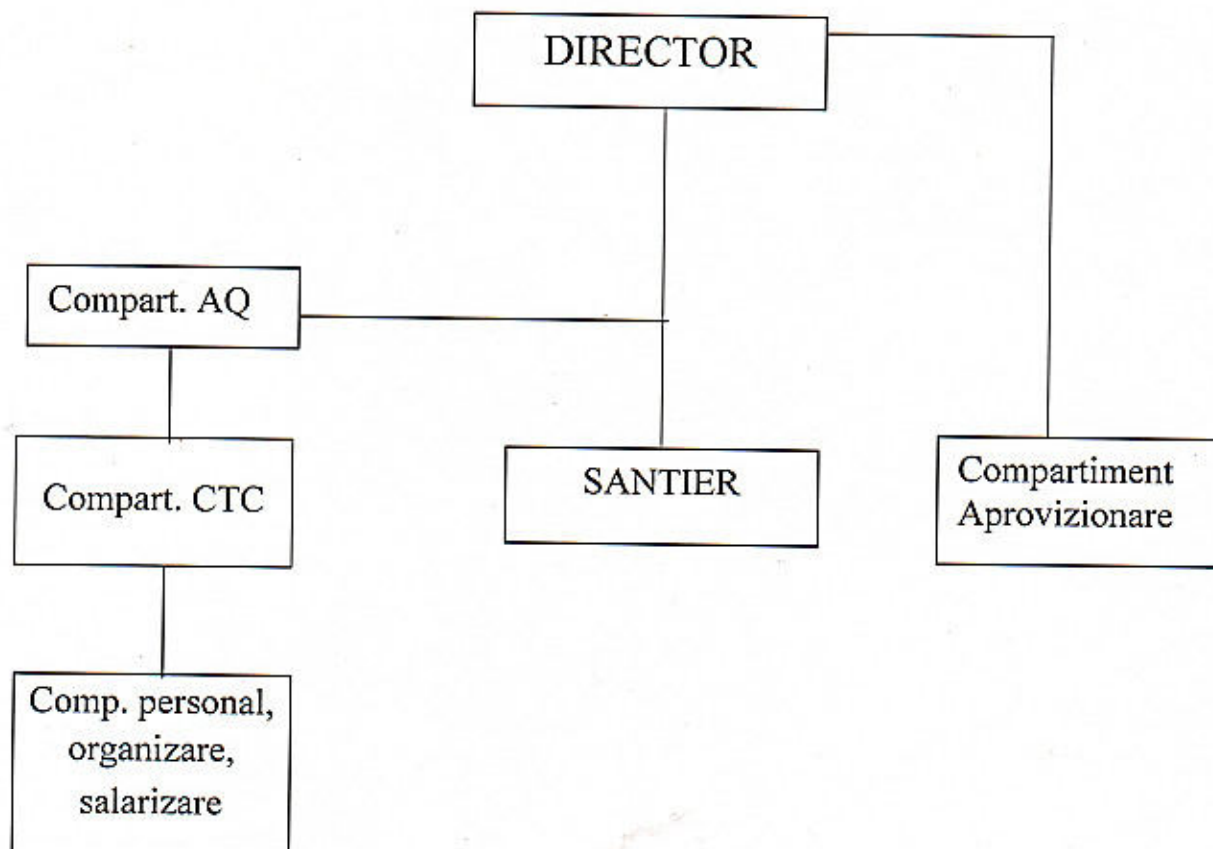 DIRECTOR
Compart. AQ
Compart. CTC
SANTIER
Compartiment
Aprovizionare
Comp. personal,
organizare,
salarizare